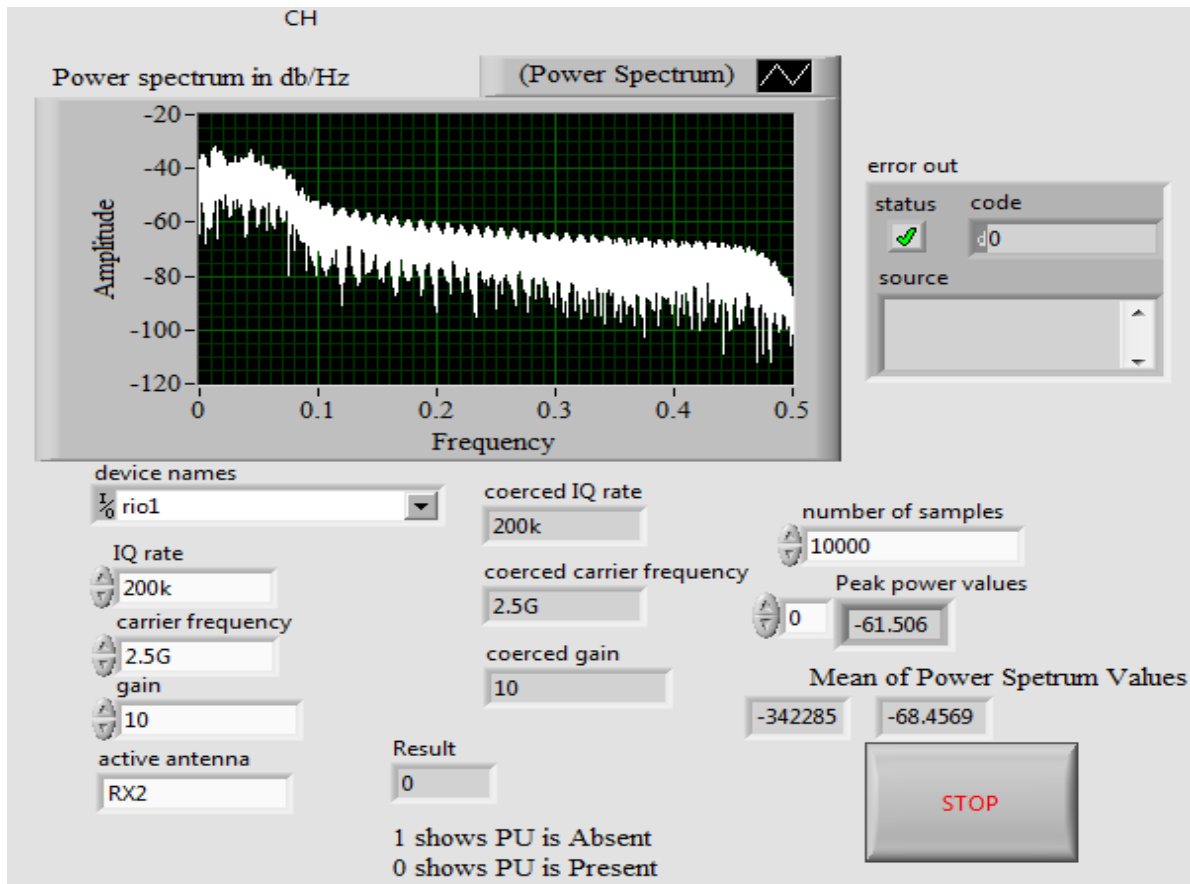 CH
Power spectrum in db/Hz
(Power Spectrum)
-20
-40
-60
-80
-100
-120
Amplitude
0 0.1 0.2 0.3 0.4 0.5
Frequency
error out
status code
d 0
source
device names
I/O rio1
IQ rate
200k
carrier frequency
2.5G
gain
10
active antenna
RX2
coerced IQ rate
200k
coerced carrier frequency
2.5G
coerced gain
10
Result
0
1 shows PU is Absent
0 shows PU is Present
number of samples
10000
Peak power values
0 -61.506
Mean of Power Spetrum Values
-342285 -68.4569
STOP